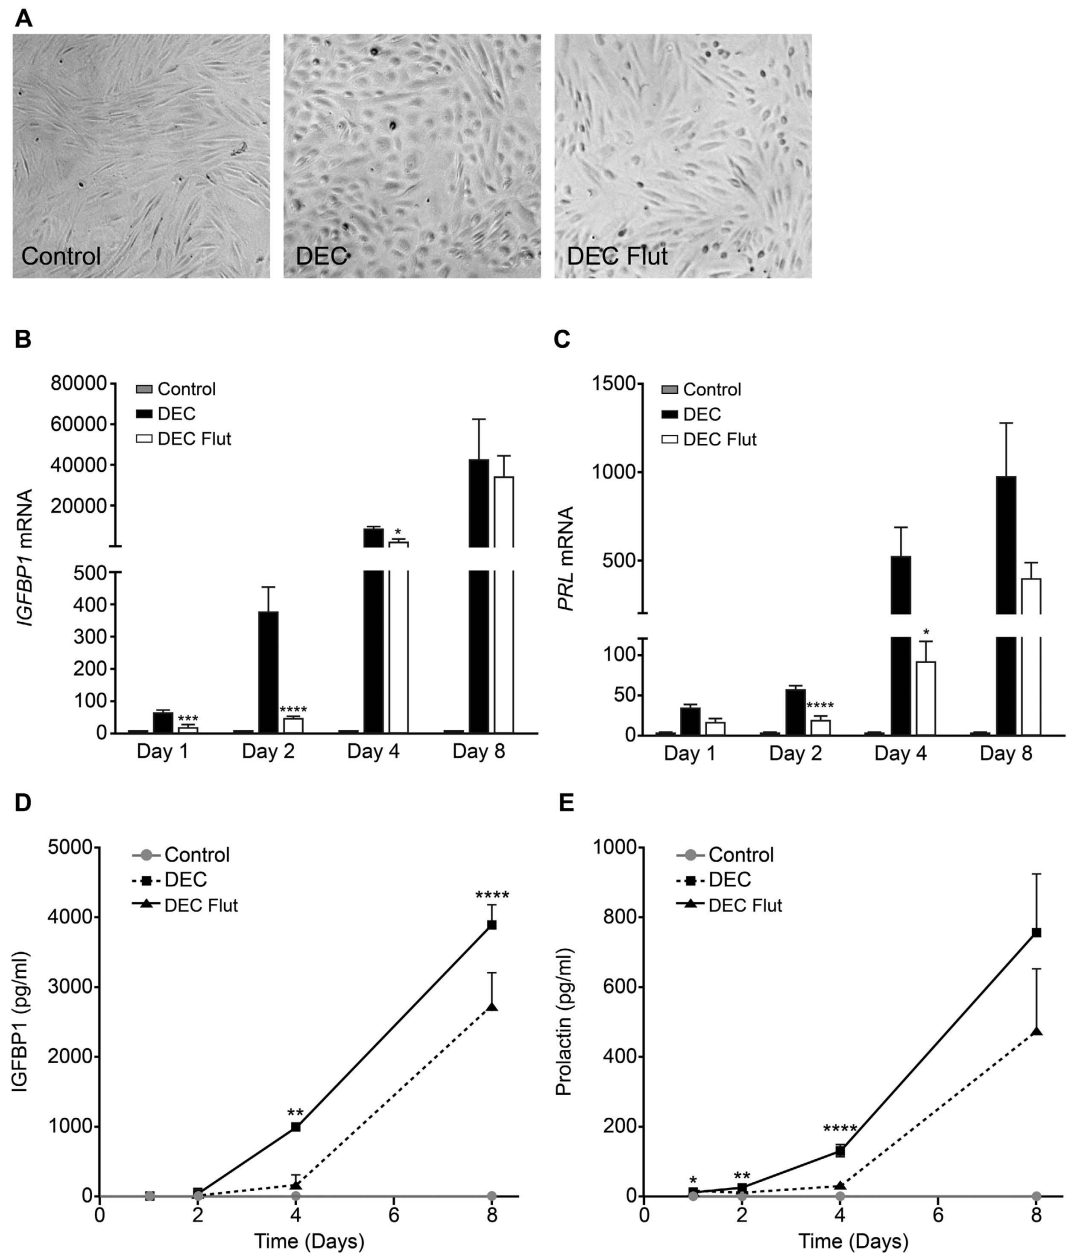 A
Control
DEC
DEC Flut
B
IGFBP1 mRNA
80000
60000
40000
20000
500
400
300
200
100
0
Control
DEC
DEC Flut
***
****
*
Day 1
Day 2
Day 4
Day 8
C
PRL mRNA
1500
1000
500
100
50
0
Control
DEC
DEC Flut
****
*
Day 1
Day 2
Day 4
Day 8
D
IGFBP1 (pg/ml)
5000
4000
3000
2000
1000
0
Control
DEC
DEC Flut
**
****
0
2
4
6
8
Time (Days)
E
Prolactin (pg/ml)
1000
800
600
400
200
0
Control
DEC
DEC Flut
*
**
****
0
2
4
6
8
Time (Days)